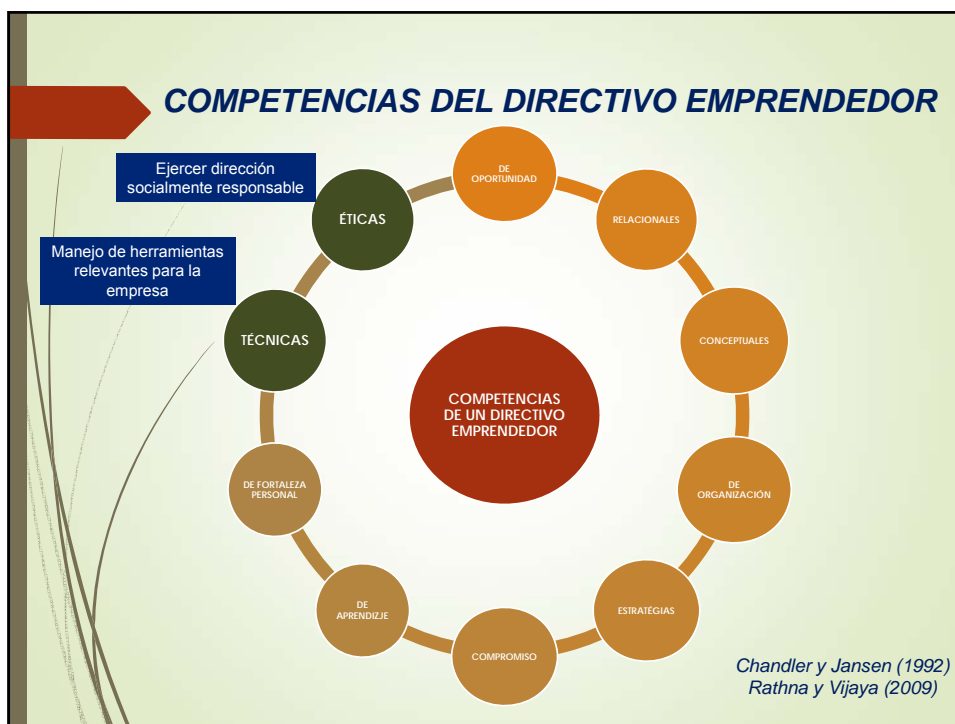 COMPETENCIAS DEL DIRECTIVO EMPRENDEDOR
Ejercer dirección
socialmente responsable
Manejo de herramientas
relevantes para la
empresa
DE
OPORTUNIDAD
RELACIONALES
CONCEPTUALES
DE
ORGANIZACIÓN
ESTRATÉGIAS
COMPROMISO
DE
APRENDIZJE
DE FORTALEZA
PERSONAL
TÉCNICAS
ÉTICAS
COMPETENCIAS
DE UN DIRECTIVO
EMPRENDEDOR
Chandler y Jansen (1992)
Rathna y Vijaya (2009)